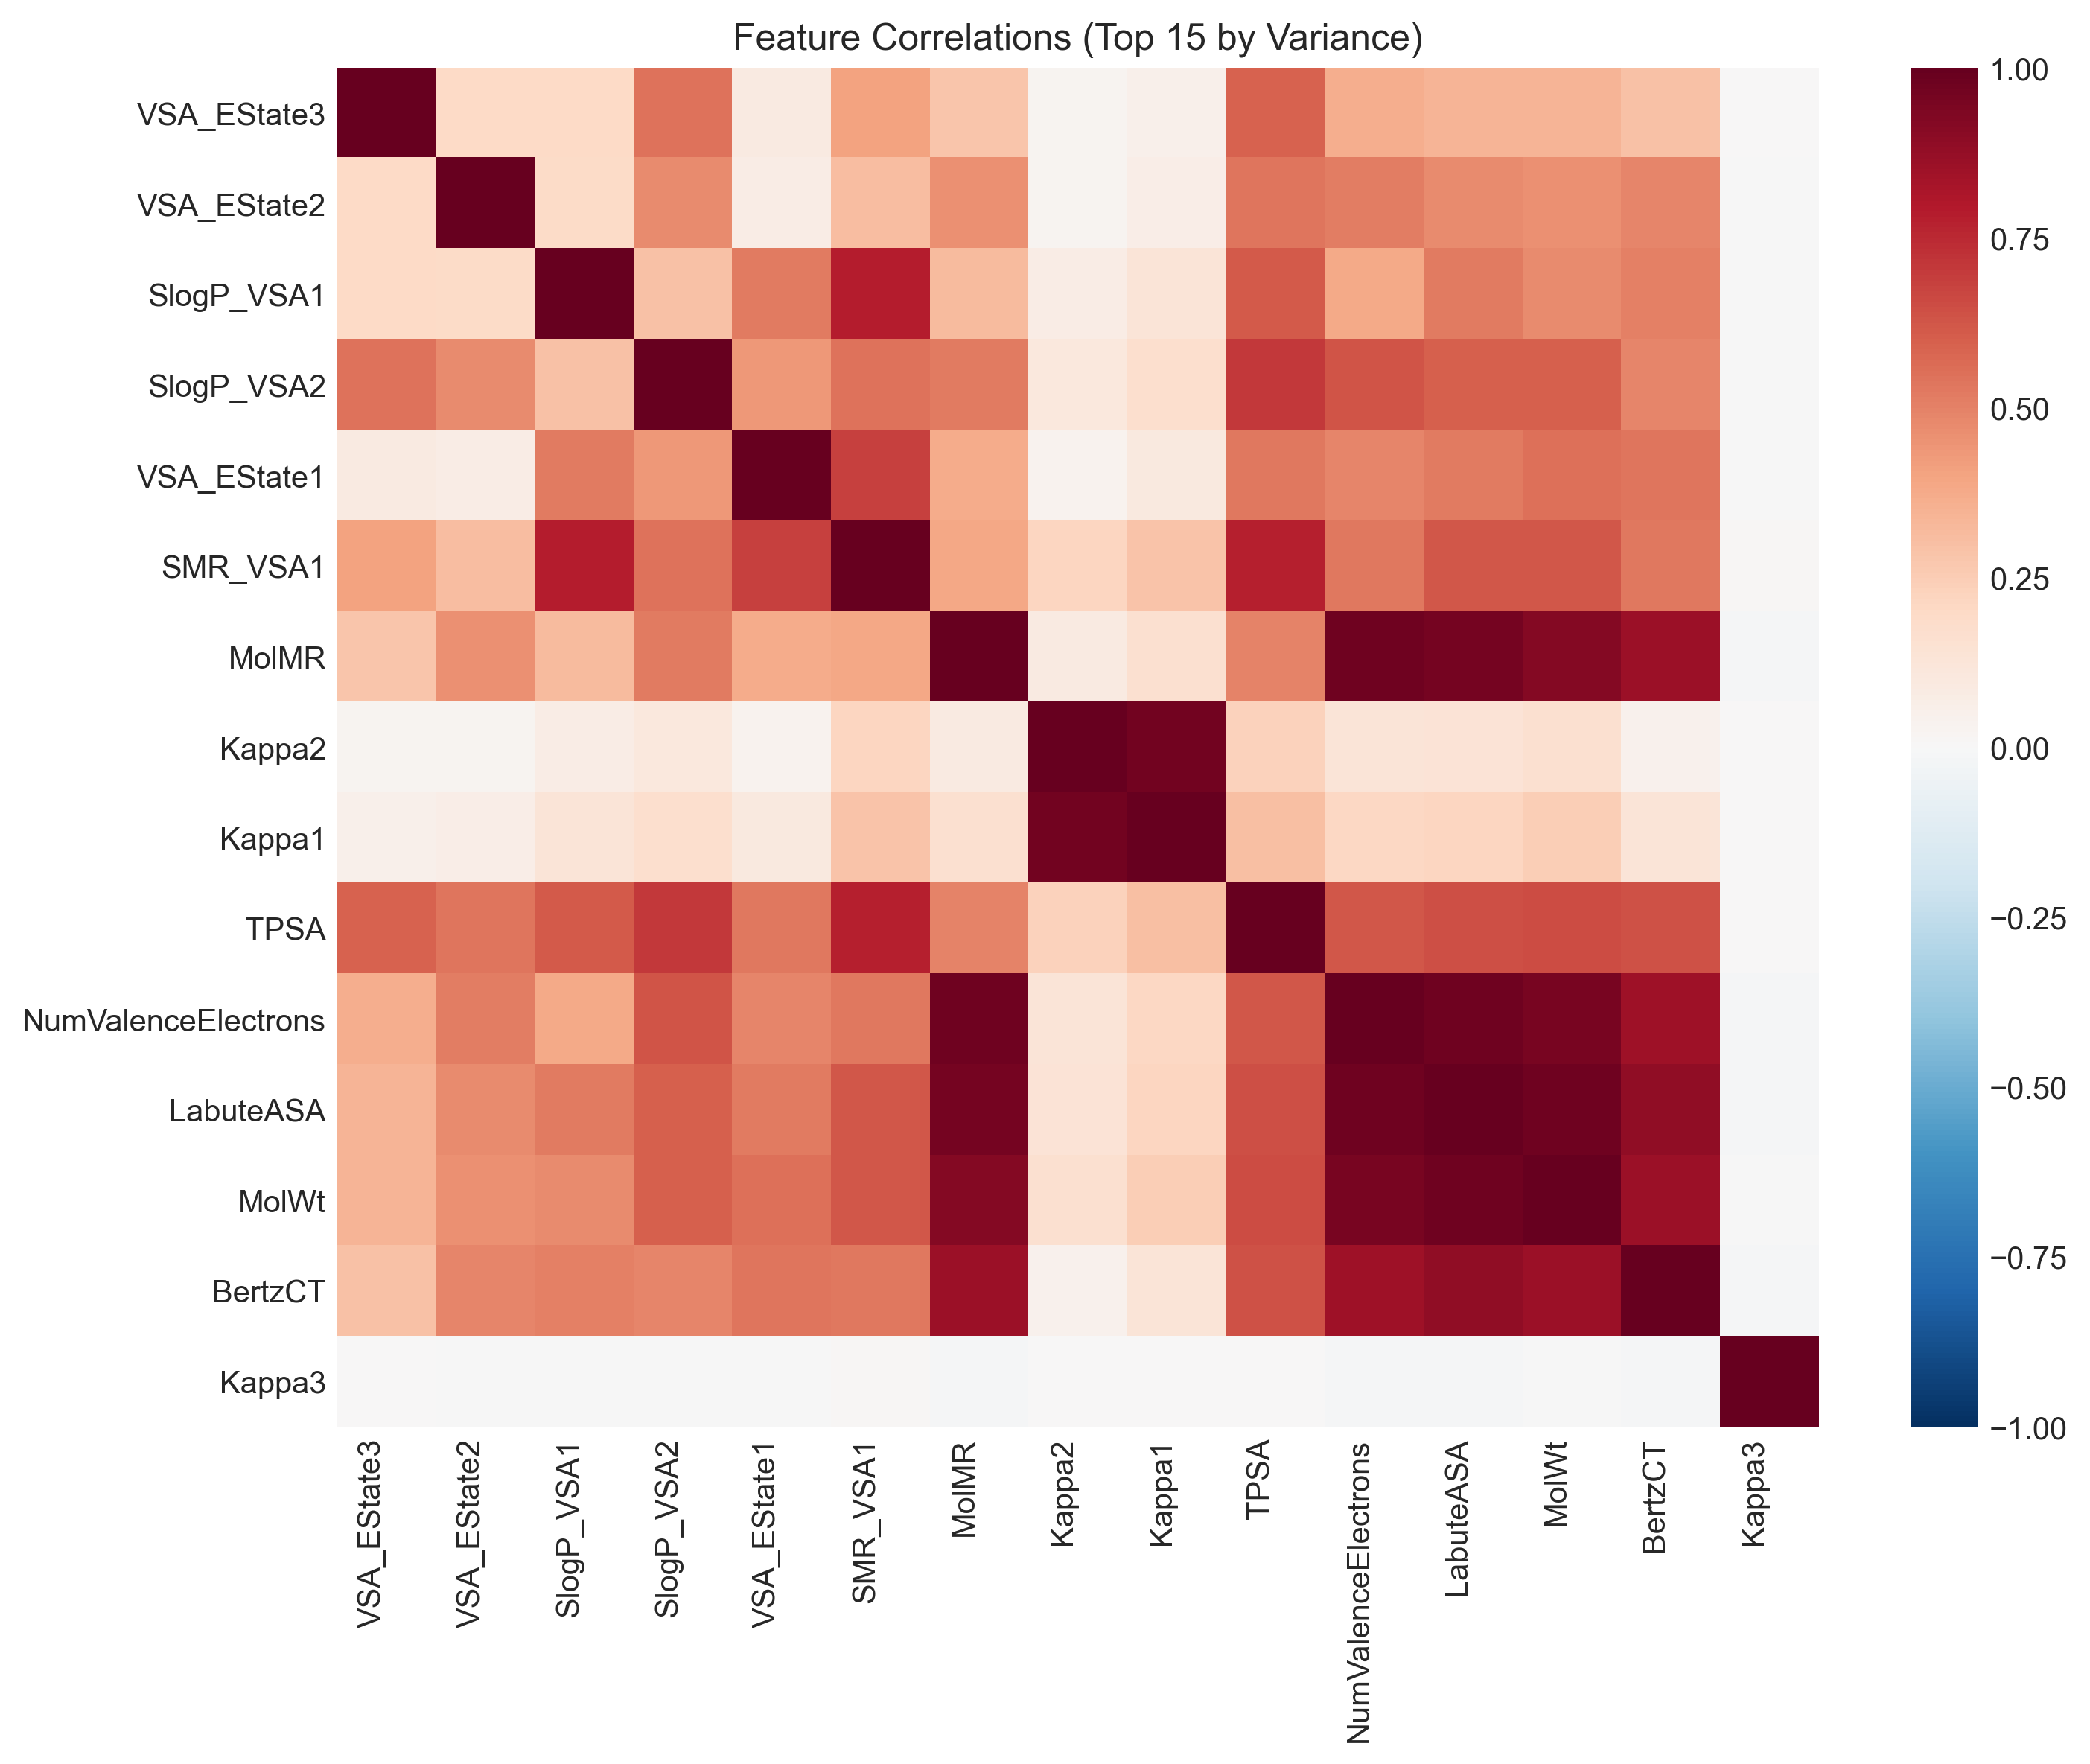 Feature Correlations (Top 15 by Variance)
VSA_EState3
VSA_EState2
SlogP_VSA1
SlogP_VSA2
VSA_EState1
SMR_VSA1
MolMR
Kappa2
Kappa1
TPSA
NumValenceElectrons
LabuteASA
MolWt
BertzCT
Kappa3
VSA_EState3
VSA_EState2
SlogP_VSA1
SlogP_VSA2
VSA_EState1
SMR_VSA1
MolMR
Kappa2
Kappa1
TPSA
NumValenceElectrons
LabuteASA
MolWt
BertzCT
Kappa3
1.00
0.75
0.50
0.25
0.00
−0.25
−0.50
−0.75
−1.00